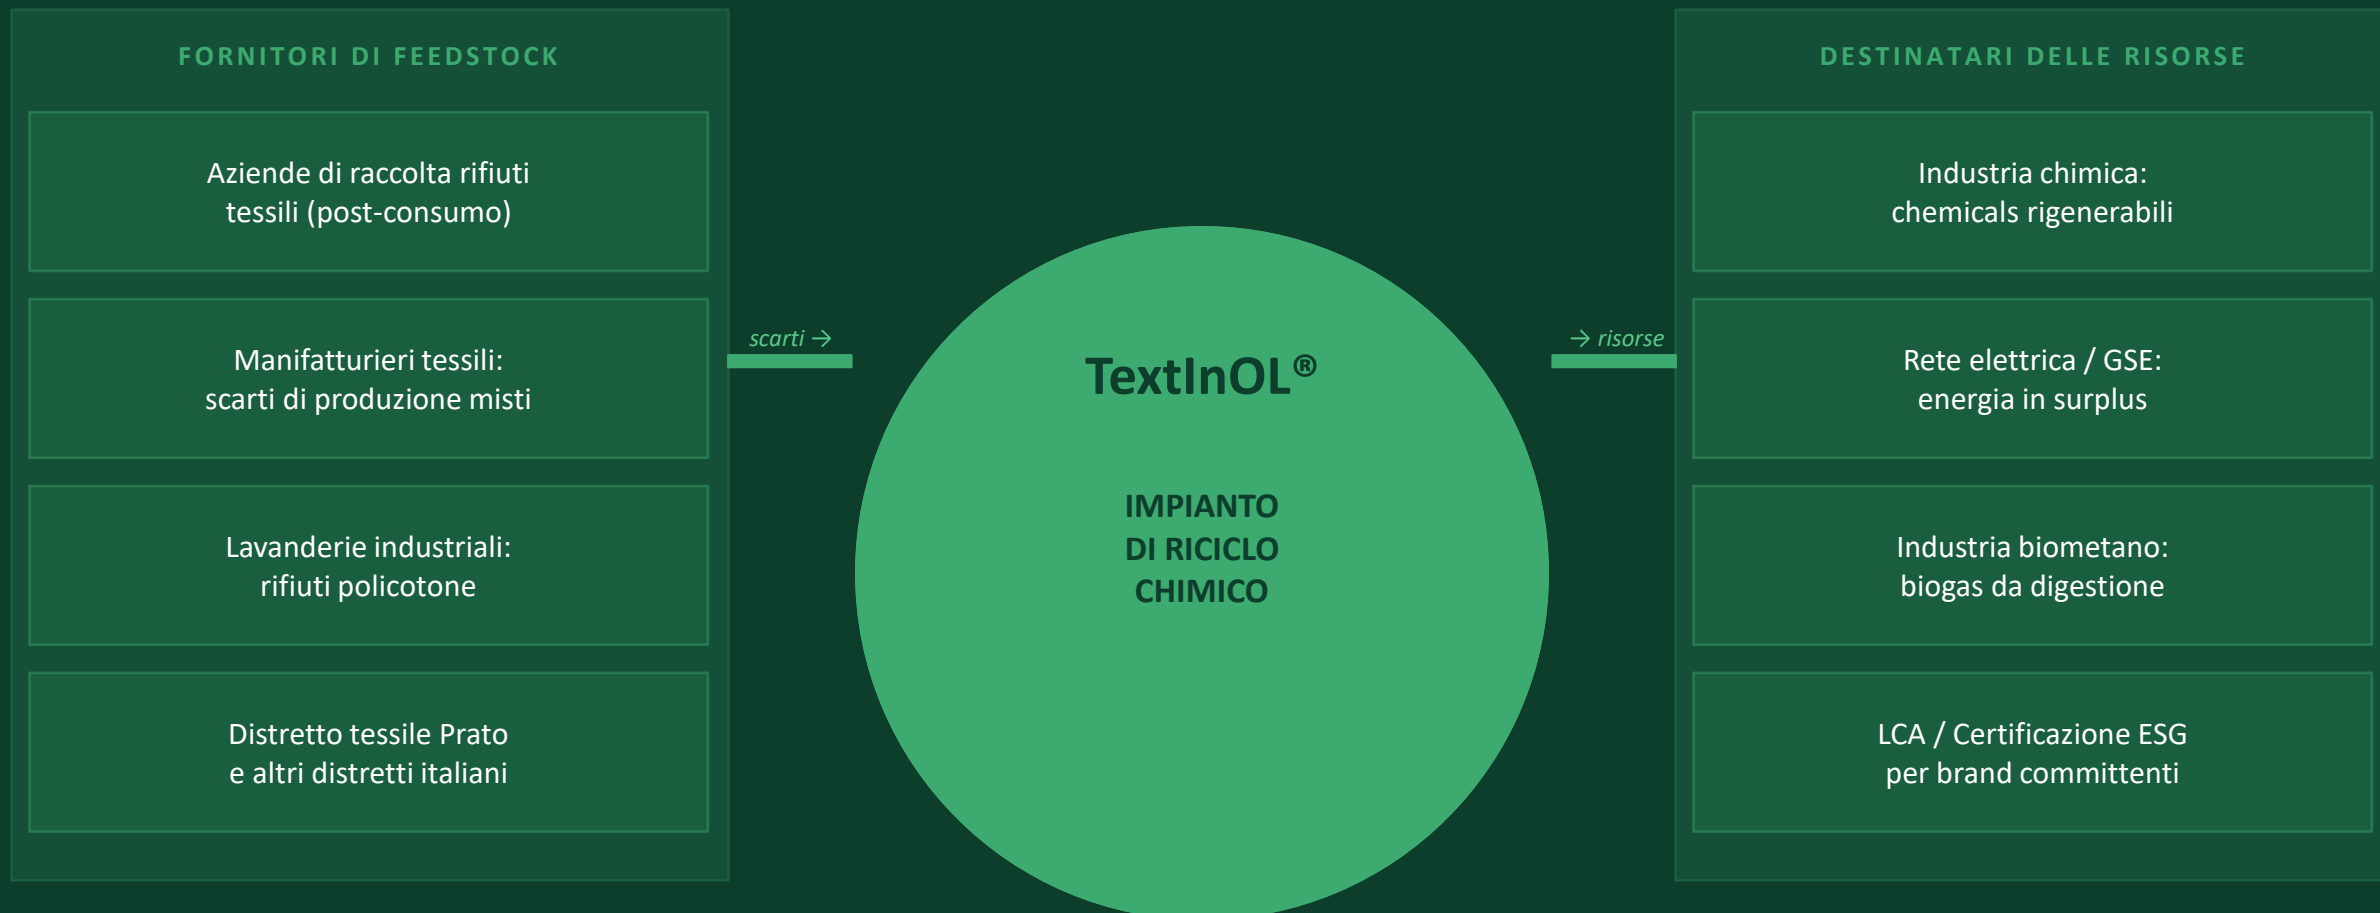 FORNITORI DI FEEDSTOCK
Aziende di raccolta rifiuti
tessili (post-consumo)
Manifatturieri tessili:
scarti di produzione misti
Lavanderie industriali:
rifiuti policotone
Distretto tessile Prato
e altri distretti italiani
scarti →
TextInOL®
IMPIANTO
DI RICICLO
CHIMICO
→ risorse
DESTINATARI DELLE RISORSE
Industria chimica:
chemicals rigenerabili
Rete elettrica / GSE:
energia in surplus
Industria biometano:
biogas da digestione
LCA / Certificazione ESG
per brand committenti